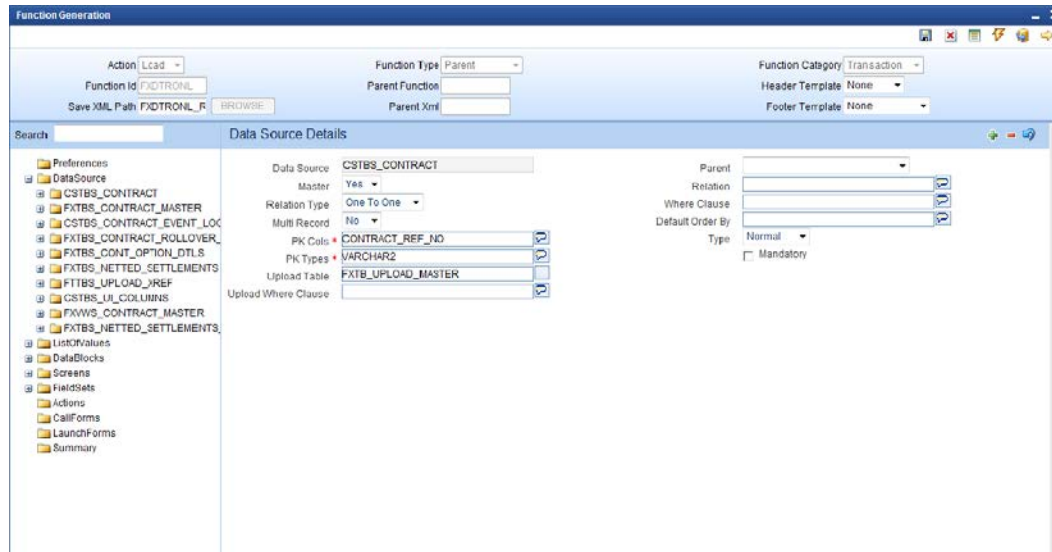 Function Generation
Action Load Function Type Parent Function Category Transaction
Function Id FXDTRONL Parent Function Header Template None
Save XML Path FXDTRONL_R BROWSE Parent Xml Footer Template None
Search Data Source Details
Preferences
DataSource
CSTBS_CONTRACT
FXTBS_CONTRACT_MASTER
CSTBS_CONTRACT_EVENT_LOG
FXTBS_CONTRACT_ROLLOVER_
FXTBS_CONT_OPTION_DTLS
FXTBS_NETTED_SETTLEMENTS
FTTBS_UPLOAD_XREF
CSTBS_UI_COLUMNS
FXVWS_CONTRACT_MASTER
FXTBS_NETTED_SETTLEMENTS_
ListOfValues
DataBlocks
Screens
FieldSets
Actions
CallForms
LaunchForms
Summary
Data Source CSTBS_CONTRACT Parent
Master Yes Relation
Relation Type One To One Where Clause
Multi Record No Default Order By
PK Cols * CONTRACT_REF_NO Type Normal
PK Types * VARCHAR2 Mandatory
Upload Table FXTB_UPLOAD_MASTER
Upload Where Clause